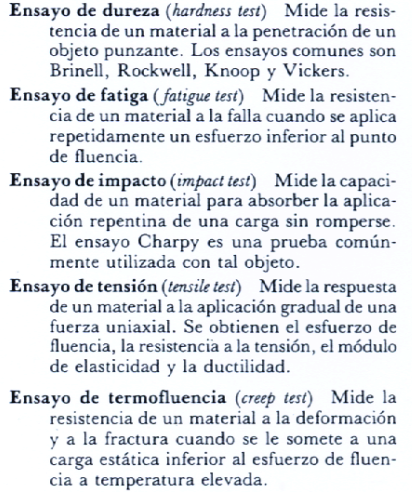 Ensayo de dureza (hardness test) Mide la resis-
tencia de un material a la penetración de un
objeto punzante. Los ensayos comunes son
Brinell, Rockwell, Knoop y Vickers.
Ensayo de fatiga (fatigue test) Mide la resisten-
cia de un material a la falla cuando se aplica
repetidamente un esfuerzo inferior al punto
de fluencia.
Ensayo de impacto (impact test) Mide la capaci-
dad de un material para absorber la aplica-
ción repentina de una carga sin romperse.
El ensayo Charpy es una prueba común-
mente utilizada con tal objeto.
Ensayo de tensión (tensile test) Mide la respuesta
de un material a la aplicación gradual de una
fuerza uniaxial. Se obtienen el esfuerzo de
fluencia, la resistencia a la tensión, el módulo
de elasticidad y la ductilidad.
Ensayo de termofluencia (creep test) Mide la
resistencia de un material a la deformación
y a la fractura cuando se le somete a una
carga estática inferior al esfuerzo de fluen-
cia a temperatura elevada.